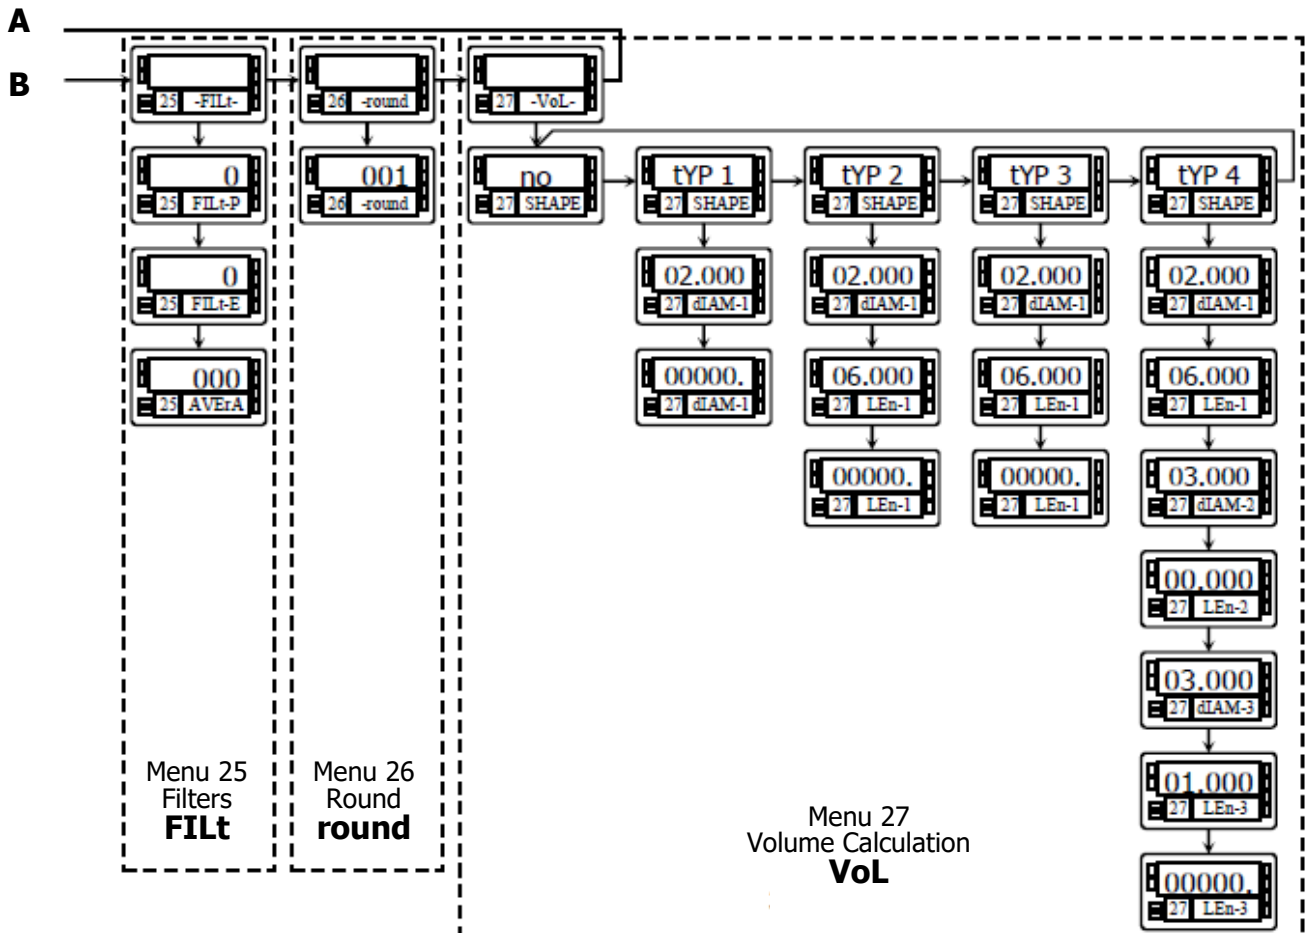 A
B
25 -FILt-
26 -round
27 -VoL-
0
25 FILt-P
001
26 -round
no
27 SHAPE
tYP 1
27 SHAPE
tYP 2
27 SHAPE
tYP 3
27 SHAPE
tYP 4
27 SHAPE
0
25 FILt-E
02.000
27 dIAM-1
02.000
27 dIAM-1
02.000
27 dIAM-1
02.000
27 dIAM-1
000
25 AVErA
00000.
27 dIAM-1
06.000
27 LEn-1
06.000
27 LEn-1
06.000
27 LEn-1
00000.
27 LEn-1
00000.
27 LEn-1
03.000
27 dIAM-2
00.000
27 LEn-2
03.000
27 dIAM-3
01.000
27 LEn-3
00000.
27 LEn-3
Menu 25
Filters
FILt
Menu 26
Round
round
Menu 27
Volume Calculation
VoL